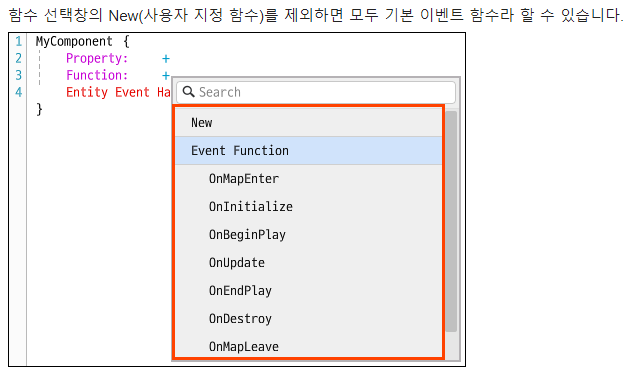 함수 선택창의 New(사용자 지정 함수)를 제외하면 모두 기본 이벤트 함수라 할 수 있습니다.
1 MyComponent {
2 Property: +
3 Function: +
4 Entity Event Ha
}
Search
New
Event Function
OnMapEnter
OnInitialize
OnBeginPlay
OnUpdate
OnEndPlay
OnDestroy
OnMapLeave